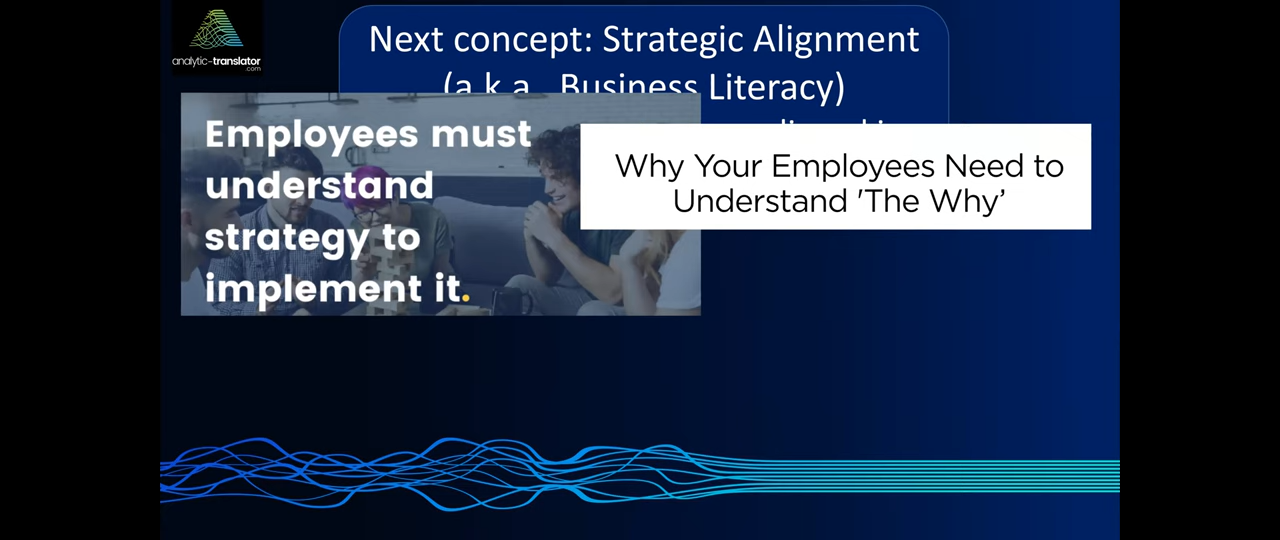 analytic-translator
.com
Next concept: Strategic Alignment
(a.k.a. Business Literacy)
Employees must
understand
strategy to
implement it.
Why Your Employees Need to
Understand 'The Why’